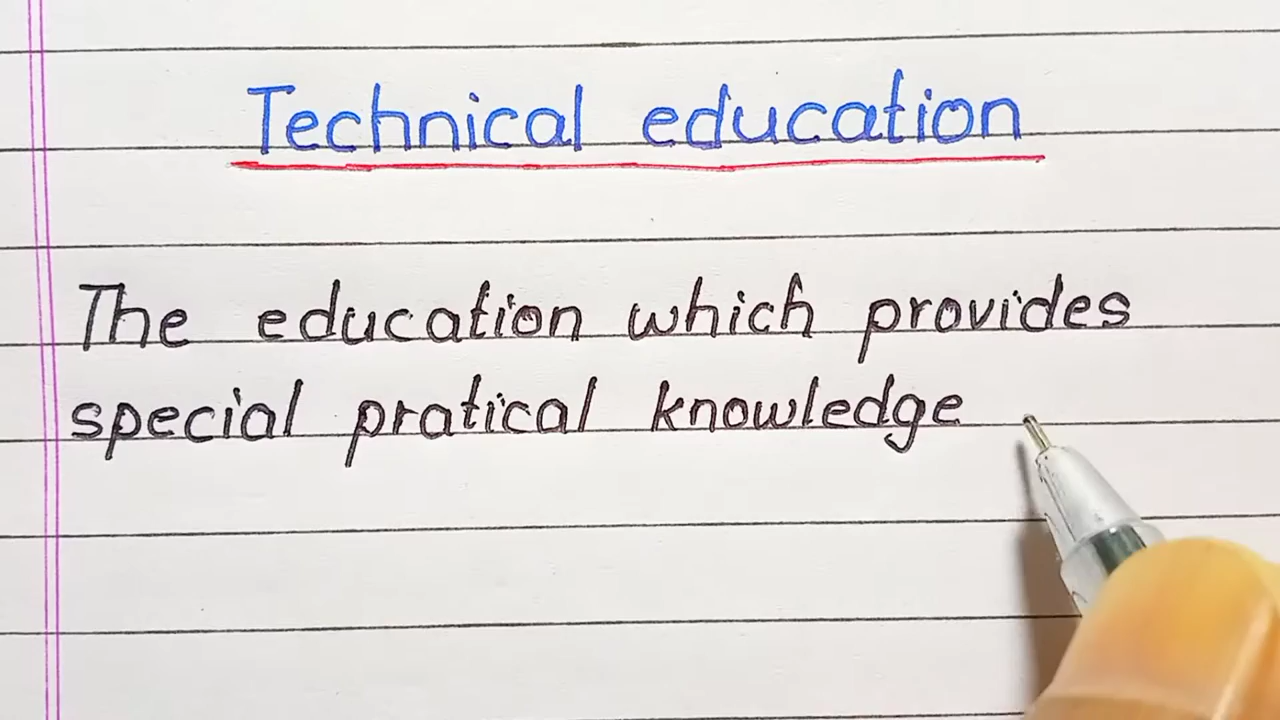 Technical education
The education which provides
special pratical knowledge